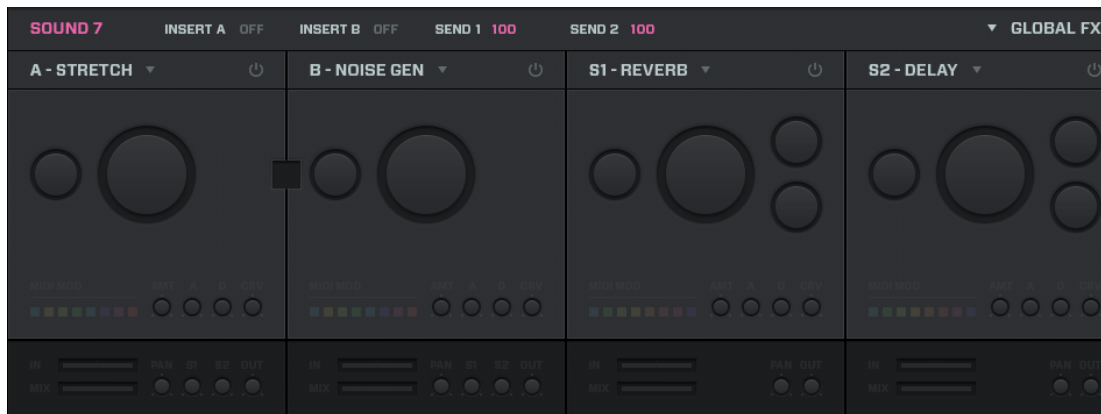 SOUND 7 INSERT A OFF INSERT B OFF SEND 1 100 SEND 2 100 GLOBAL FX
A - STRETCH B - NOISE GEN S1 - REVERB S2 - DELAY
MIDI MOD AMT A D CRV MIDI MOD AMT A D CRV MIDI MOD AMT A D CRV MIDI MOD AMT A D CRV
IN PAN S1 S2 OUT IN PAN S1 S2 OUT IN PAN OUT IN PAN OUT
MIX MIX MIX MIX